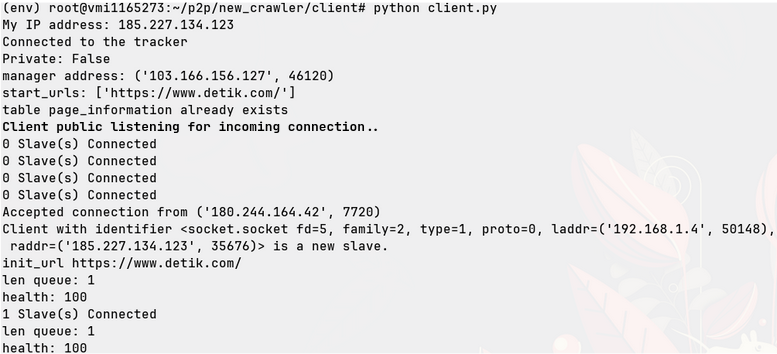 (env) root@vmi1165273:~/p2p/new_crawler/client# python client.py
My IP address: 185.227.134.123
Connected to the tracker
Private: False
manager address: ('103.166.156.127', 46120)
start_urls: ['https://www.detik.com/']
table page_information already exists
Client public listening for incoming connection..
0 Slave(s) Connected
0 Slave(s) Connected
0 Slave(s) Connected
0 Slave(s) Connected
Accepted connection from ('180.244.164.42', 7720)
Client with identifier <socket.socket fd=5, family=2, type=1, proto=0, laddr=('192.168.1.4', 50148),
 raddr=('185.227.134.123', 35676)> is a new slave.
init_url https://www.detik.com/
len queue: 1
health: 100
1 Slave(s) Connected
len queue: 1
health: 100